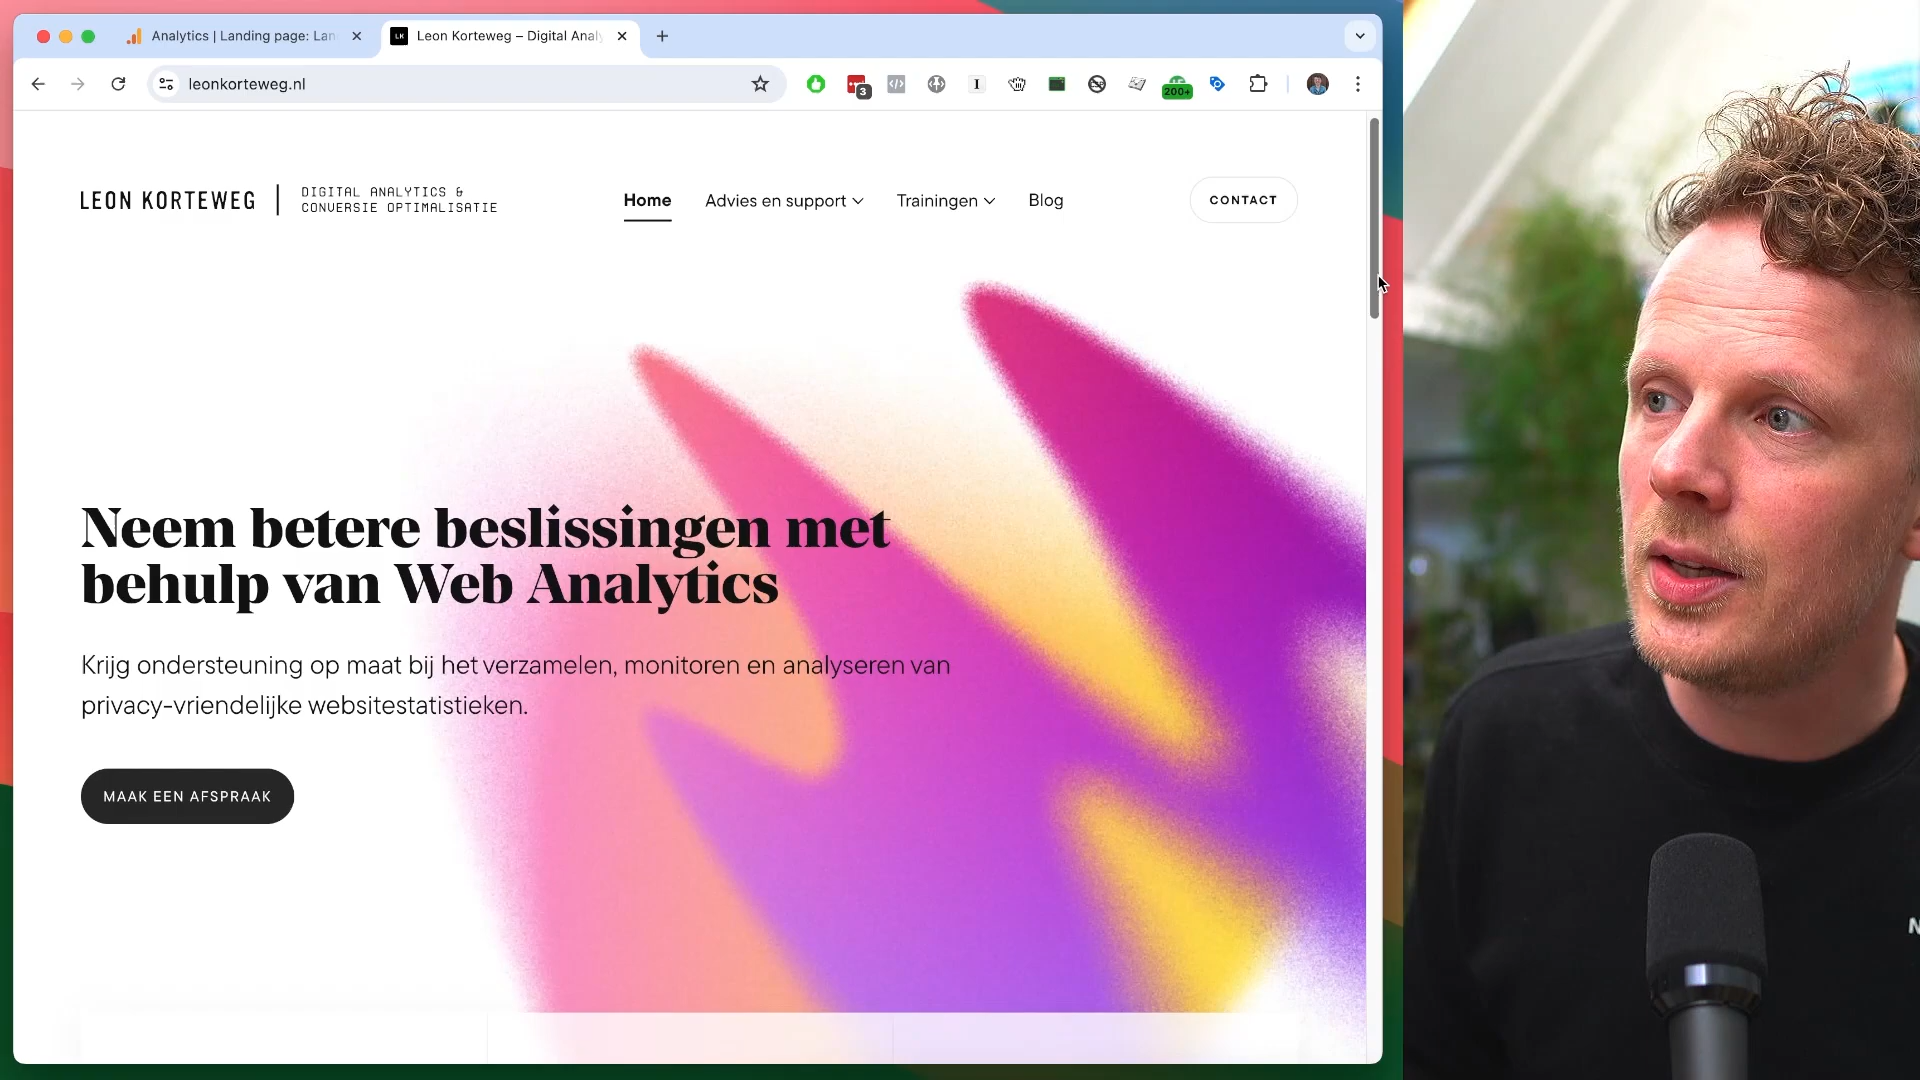 Analytics | Landing page: Lan
Leon Korteweg – Digital Analy
leonkorteweg.nl
3
200+
LEON KORTEWEG
DIGITAL ANALYTICS &
CONVERSIE OPTIMALISATIE
Home
Advies en support
Trainingen
Blog
CONTACT
Neem betere beslissingen met
behulp van Web Analytics
Krijg ondersteuning op maat bij het verzamelen, monitoren en analyseren van
privacy-vriendelijke websitestatistieken.
MAAK EEN AFSPRAAK